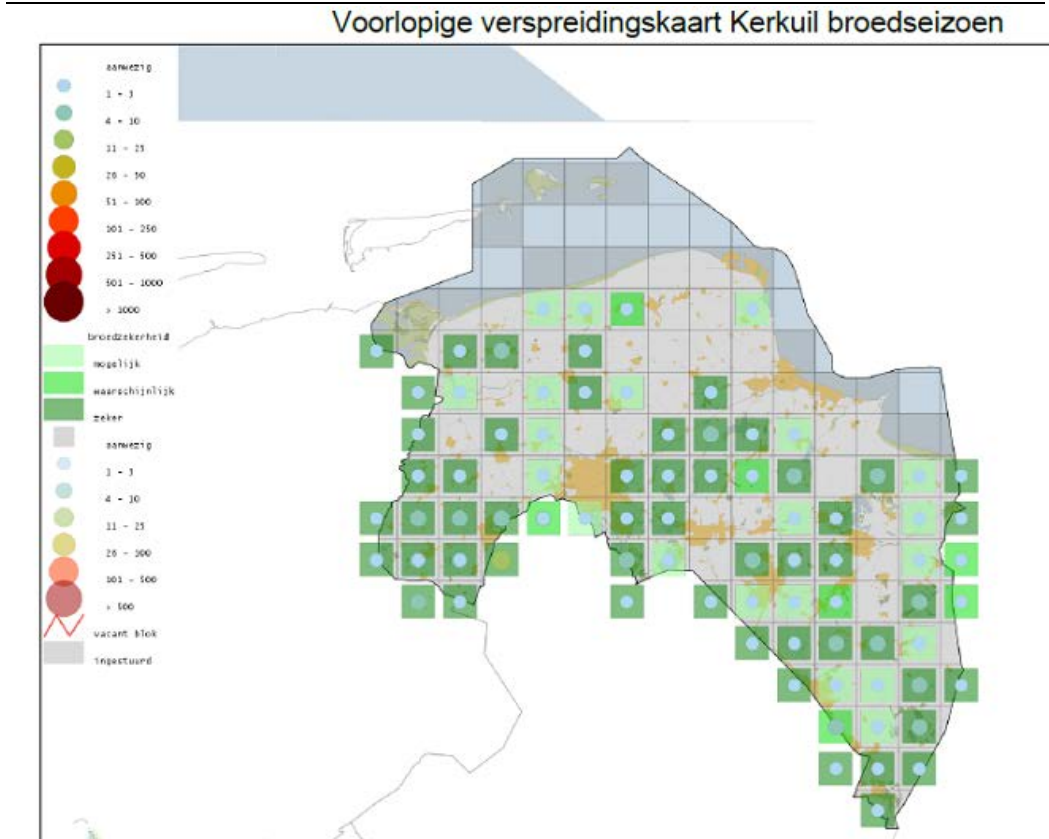 Voorlopige verspreidingskaart Kerkuil broedseizoen
aanwezig
1 - 3
4 - 10
11 - 25
26 - 50
51 - 100
101 - 250
251 - 500
501 - 1000
> 1000
broedzekerheid
mogelijk
waarschijnlijk
zeker
aanwezig
1 - 3
4 - 10
11 - 25
26 - 100
101 - 500
> 500
vacant blok
ingestuurd